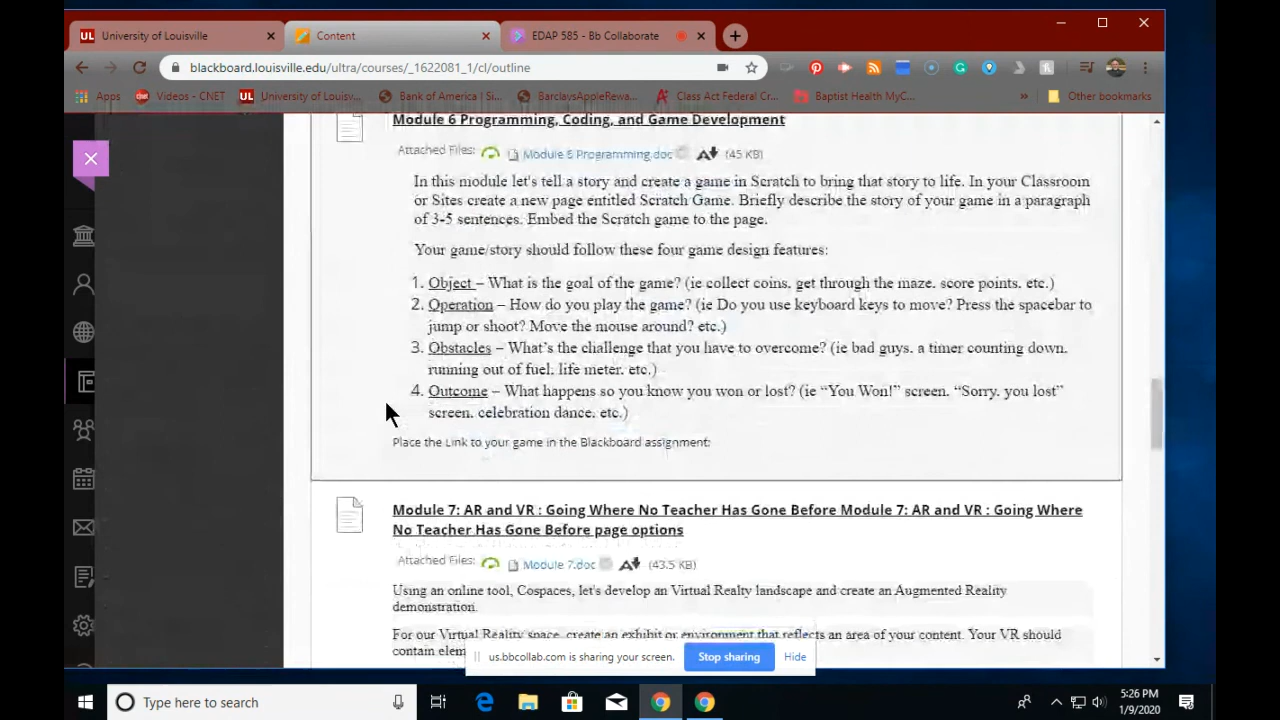 University of Louisville
Content
EDAP 585 - Bb Collaborate
blackboard.louisville.edu/ultra/courses/_1622081_1/cl/outline
Apps
Videos - CNET
University of Louisv...
Bank of America | Si...
BarclaysAppleRewa...
Class Act Federal Cr...
Baptist Health MyC...
»
Other bookmarks
Module 6 Programming, Coding, and Game Development
Attached Files: Module 6 Programming.doc (45 KB)
In this module let's tell a story and create a game in Scratch to bring that story to life. In your Classroom
or Sites create a new page entitled Scratch Game. Briefly describe the story of your game in a paragraph
of 3-5 sentences. Embed the Scratch game to the page.
Your game/story should follow these four game design features:
1. Object – What is the goal of the game? (ie collect coins, get through the maze, score points, etc.)
2. Operation – How do you play the game? (ie Do you use keyboard keys to move? Press the spacebar to
jump or shoot? Move the mouse around? etc.)
3. Obstacles – What's the challenge that you have to overcome? (ie bad guys, a timer counting down,
running out of fuel, life meter, etc.)
4. Outcome – What happens so you know you won or lost? (ie “You Won!” screen, “Sorry, you lost”
screen, celebration dance, etc.)
Place the Link to your game in the Blackboard assignment:
Module 7: AR and VR : Going Where No Teacher Has Gone Before Module 7: AR and VR : Going Where
No Teacher Has Gone Before page options
Attached Files: Module 7.doc (43.5 KB)
Using an online tool, Cospaces, let's develop an Virtual Realty landscape and create an Augmented Reality
demonstration.
For our Virtual Reality space, create an exhibit or environment that reflects an area of your content. Your VR should
contain elem
us.bbcollab.com is sharing your screen.
Stop sharing
Hide
Type here to search
5:26 PM
1/9/2020